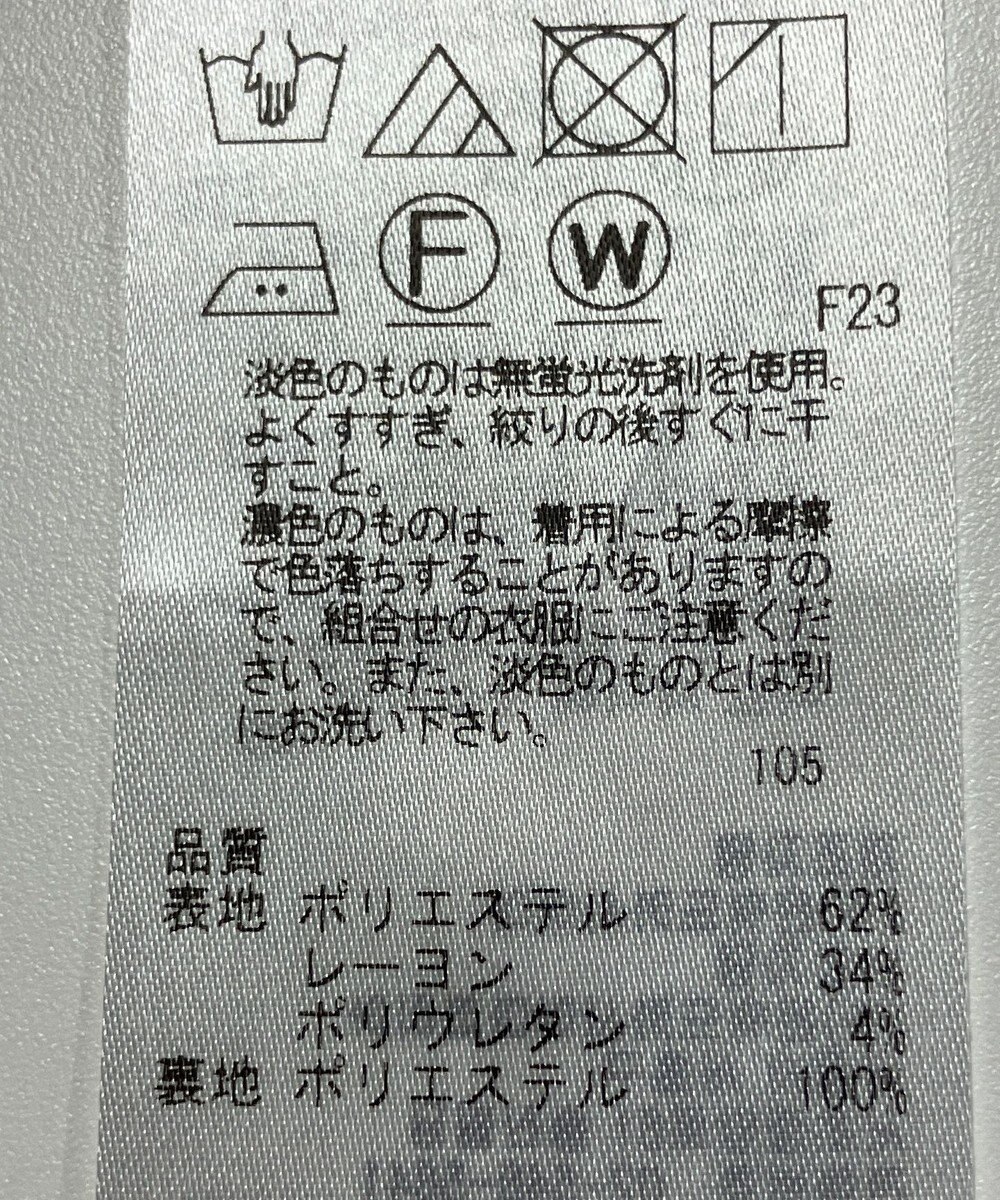 F W F23
淡色のものは無蛍光洗剤を使用。
よくすすぎ、絞りの後すぐに干
すこと。
濃色のものは、着用による摩擦
で色落ちすることがありますの
で、組合せの衣服にご注意くだ
さい。また、淡色のものとは別
にお洗い下さい。
105
品質
表地 ポリエステル 62%
レーヨン 34%
ポリウレタン 4%
裏地 ポリエステル 100%